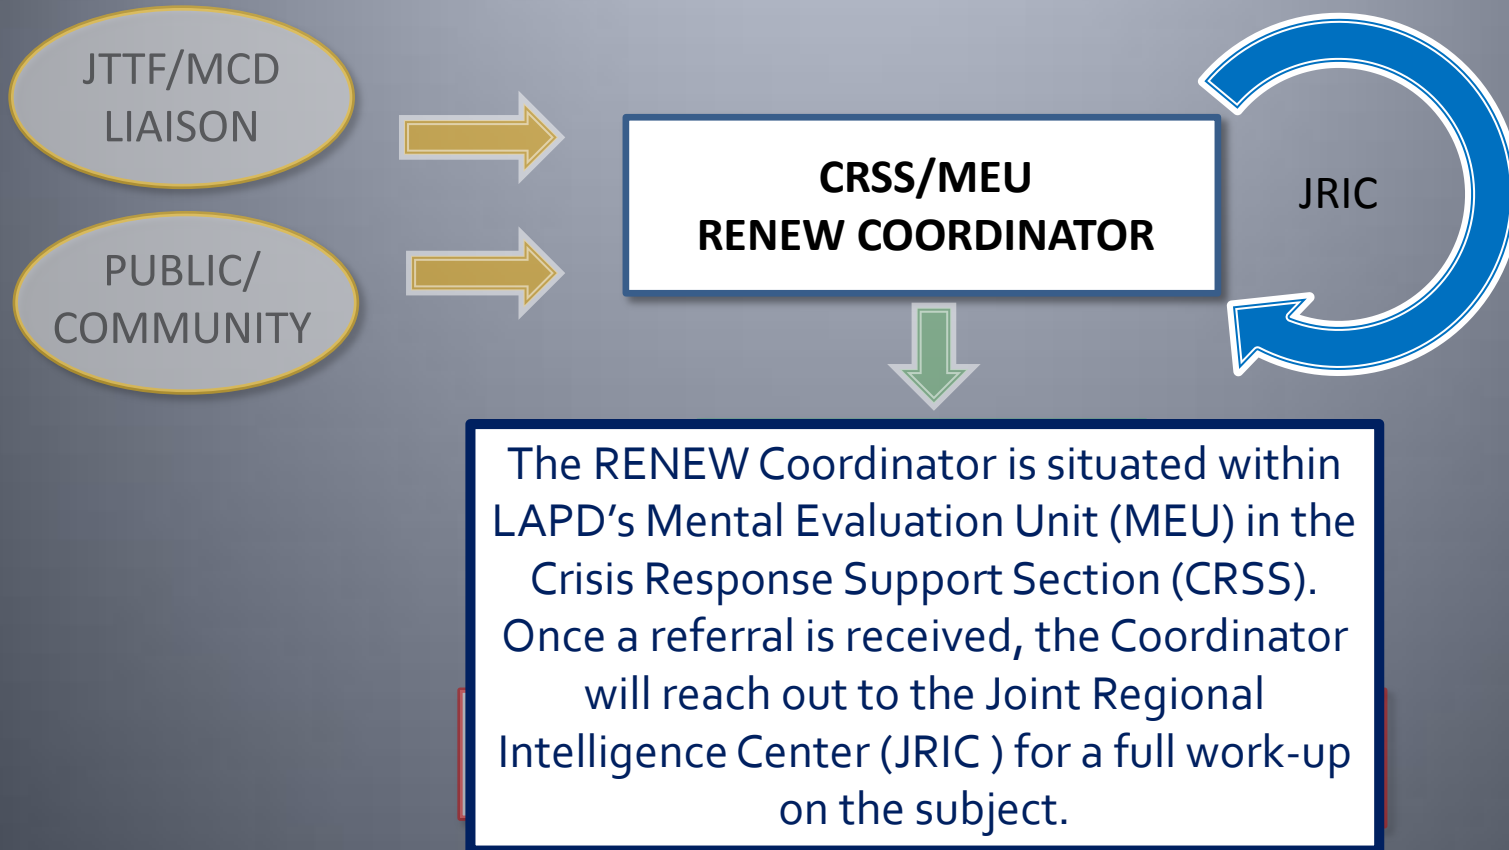 JTTF/MCD
LIAISON
PUBLIC/
COMMUNITY
CRSS/MEU
RENEW COORDINATOR
JRIC
The RENEW Coordinator is situated within
LAPD’s Mental Evaluation Unit (MEU) in the
Crisis Response Support Section (CRSS).
Once a referral is received, the Coordinator
will reach out to the Joint Regional
Intelligence Center (JRIC ) for a full work-up
on the subject.